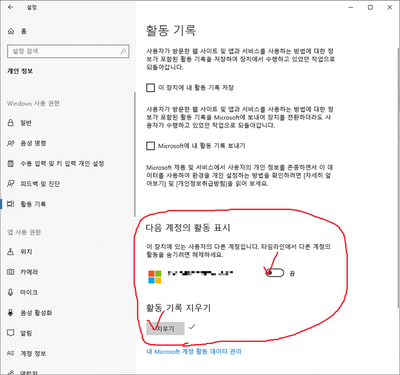 ← 설정
홈
설정 검색
개인 정보
Windows 사용 권한
일반
음성 명령
수동 입력 및 키 입력 개인 설정
피드백 및 진단
활동 기록
앱 사용 권한
위치
카메라
마이크
음성 활성화
알림
계정 정보
활동 기록
사용자가 방문한 웹 사이트 및 앱과 서비스를 사용하는 방법에 대한 정
보가 포함된 활동 기록을 저장하여 장치에서 수행하고 있었던 작업으로
되돌아갑니다.
이 장치에 내 활동 기록 저장
사용자가 방문한 웹 사이트 및 앱과 서비스를 사용하는 방법에 대한 정
보가 포함된 활동 기록을 Microsoft에 보내어 장치를 전환하더라도 사
용자가 수행하고 있었던 작업으로 되돌아갑니다.
Microsoft에 내 활동 기록 보내기
Microsoft 제품 및 서비스에서 사용자의 개인 정보를 존중하면서 이 데
이터를 사용하여 환경을 개인 설정하는 방법을 확인하려면 [자세히 알
아보기] 및 [개인정보취급방침]을 읽어 보세요.
다음 계정의 활동 표시
이 장치에 있는 사용자의 다른 계정입니다. 타임라인에서 다른 계정의
활동을 숨기려면 해제하세요.
끔
활동 기록 지우기
지우기
내 Microsoft 계정 활동 데이터 관리